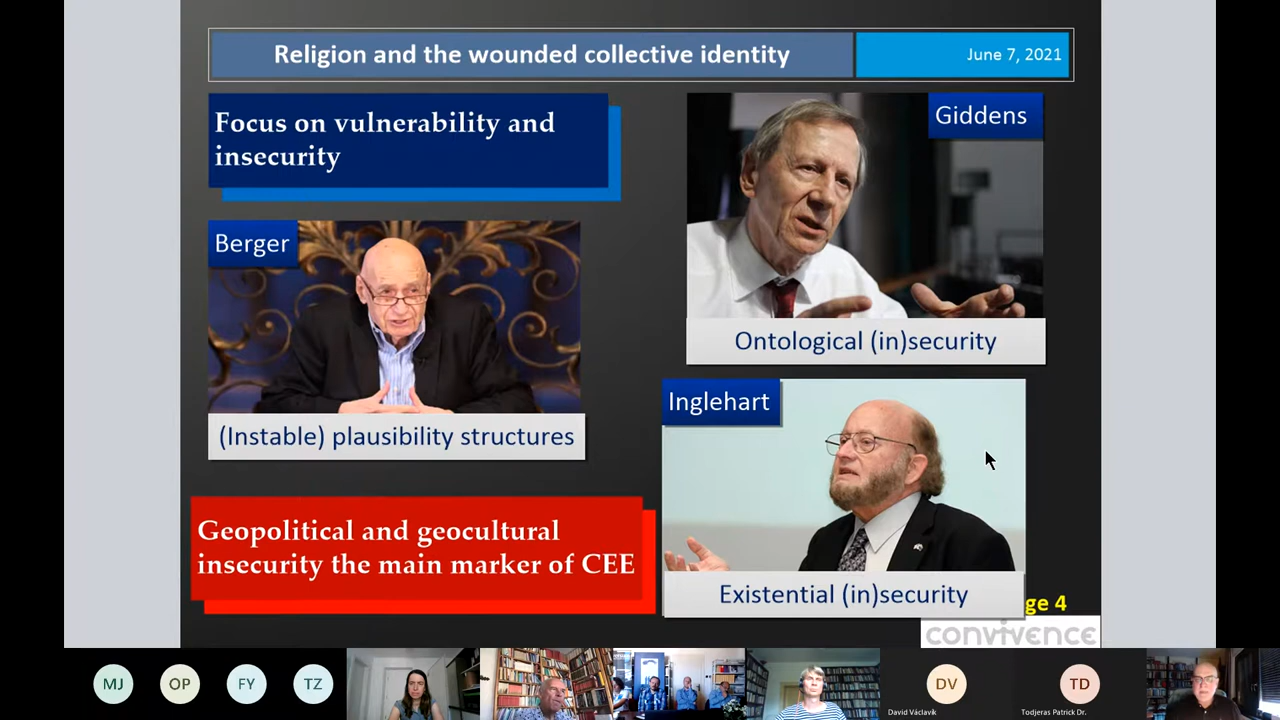 Religion and the wounded collective identity
June 7, 2021
Focus on vulnerability and
insecurity
Giddens
Berger
Ontological (in)security
Inglehart
(Instable) plausibility structures
Geopolitical and geocultural
insecurity the main marker of CEE
Existential (in)security
ge 4
convivence
MJ
OP
FY
TZ
DV
TD
David Václavík
Todjeras Patrick Dr.